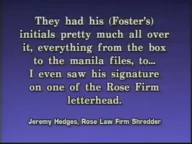 They had his (Foster's)
initials pretty much all over
it, everything from the box
to the manila files, to...
I even saw his signature
on one of the Rose Firm
letterhead.
Jeremy Hedges, Rose Law Firm Shredder